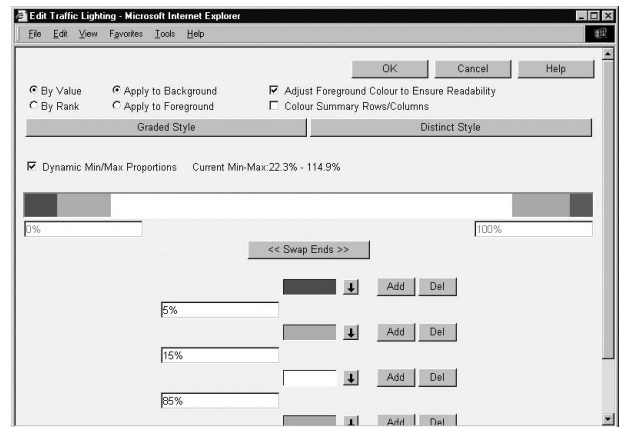 Edit Traffic Lighting - Microsoft Internet Explorer
File Edit View Favorites Tools Help
OK Cancel Help
By Value Apply to Background Adjust Foreground Colour to Ensure Readability
By Rank Apply to Foreground Colour Summary Rows/Columns
Graded Style Distinct Style
Dynamic Min/Max Proportions Current Min-Max:22.3% - 114.9%
0% 100%
<< Swap Ends >>
Add Del
5%
Add Del
15%
Add Del
85%
Add Del